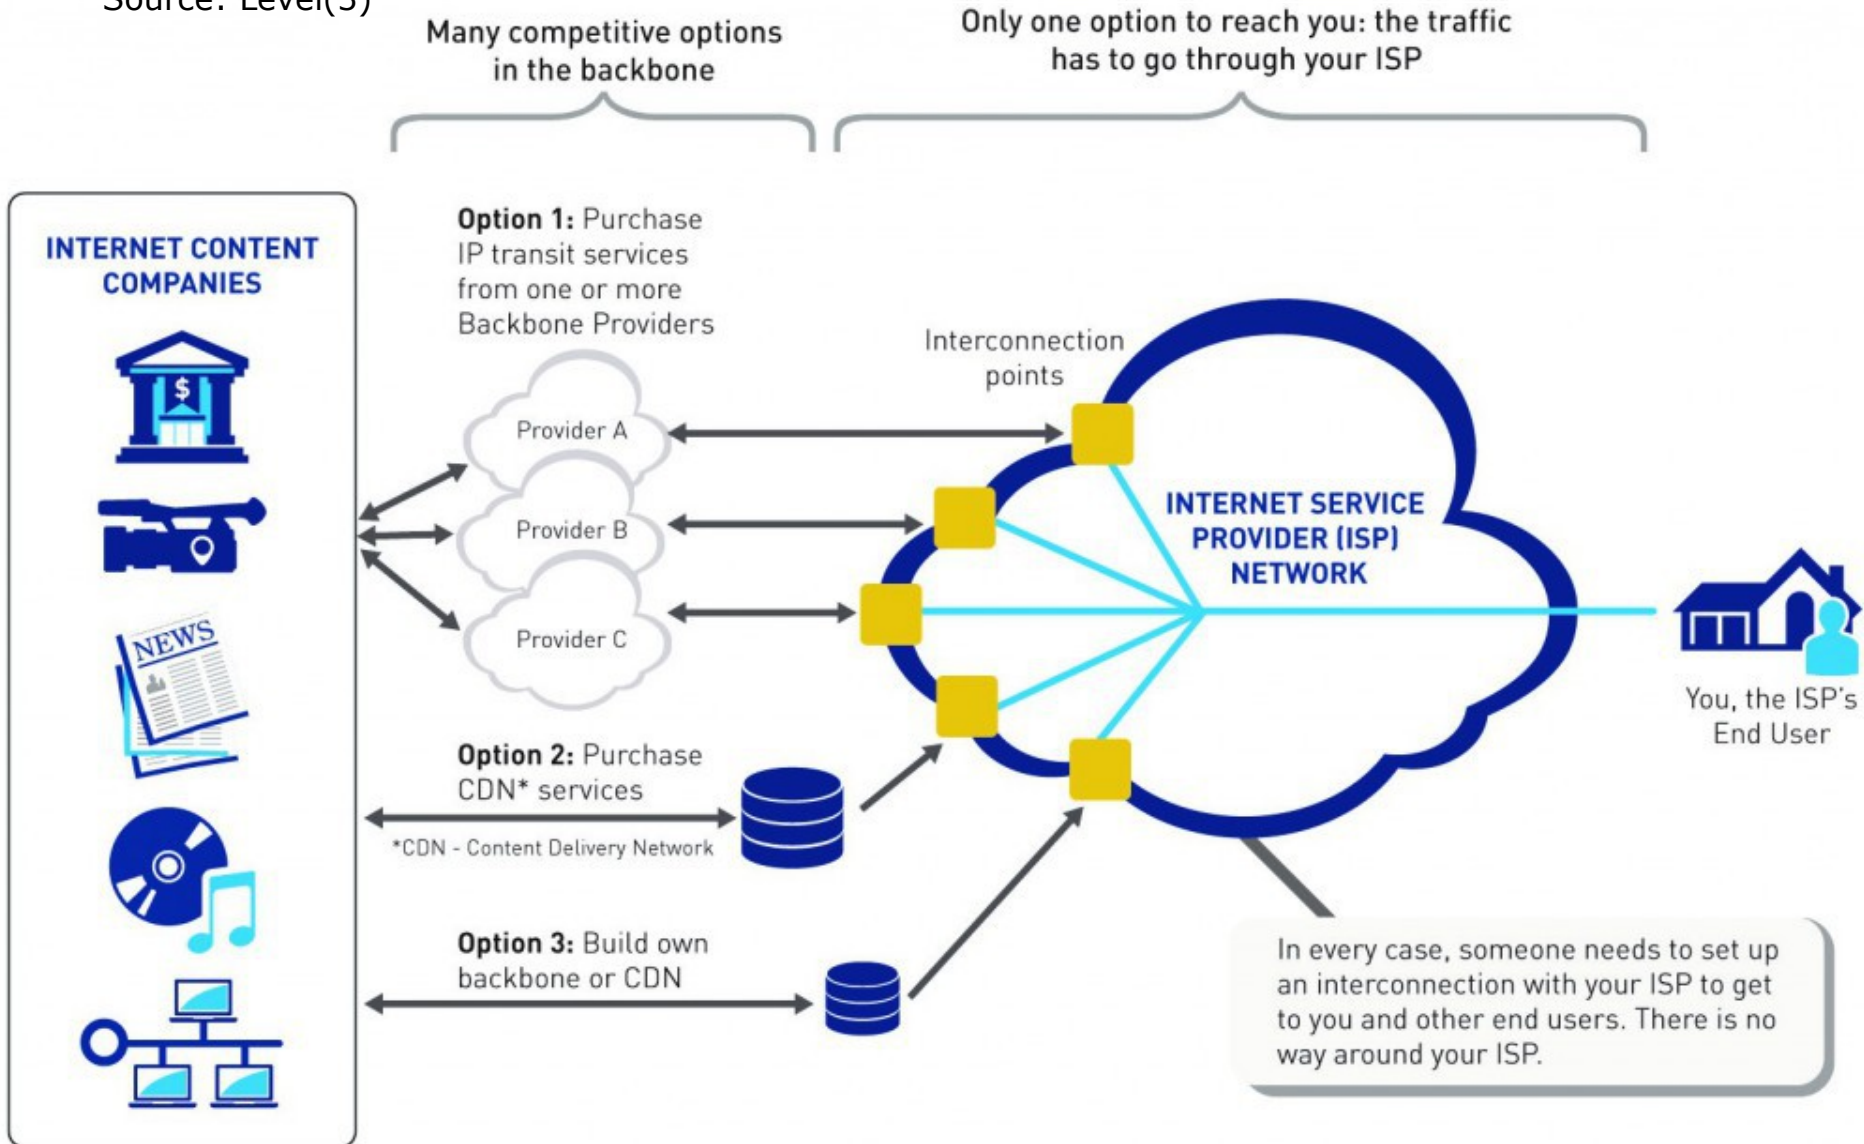 Source: Level(3)
Many competitive options
in the backbone
Only one option to reach you: the traffic
has to go through your ISP
INTERNET CONTENT
COMPANIES
$
NEWS
Option 1: Purchase
IP transit services
from one or more
Backbone Providers
Provider A
Provider B
Provider C
Option 2: Purchase
CDN* services
*CDN - Content Delivery Network
Option 3: Build own
backbone or CDN
Interconnection
points
INTERNET SERVICE
PROVIDER (ISP)
NETWORK
You, the ISP's
End User
In every case, someone needs to set up
an interconnection with your ISP to get
to you and other end users. There is no
way around your ISP.